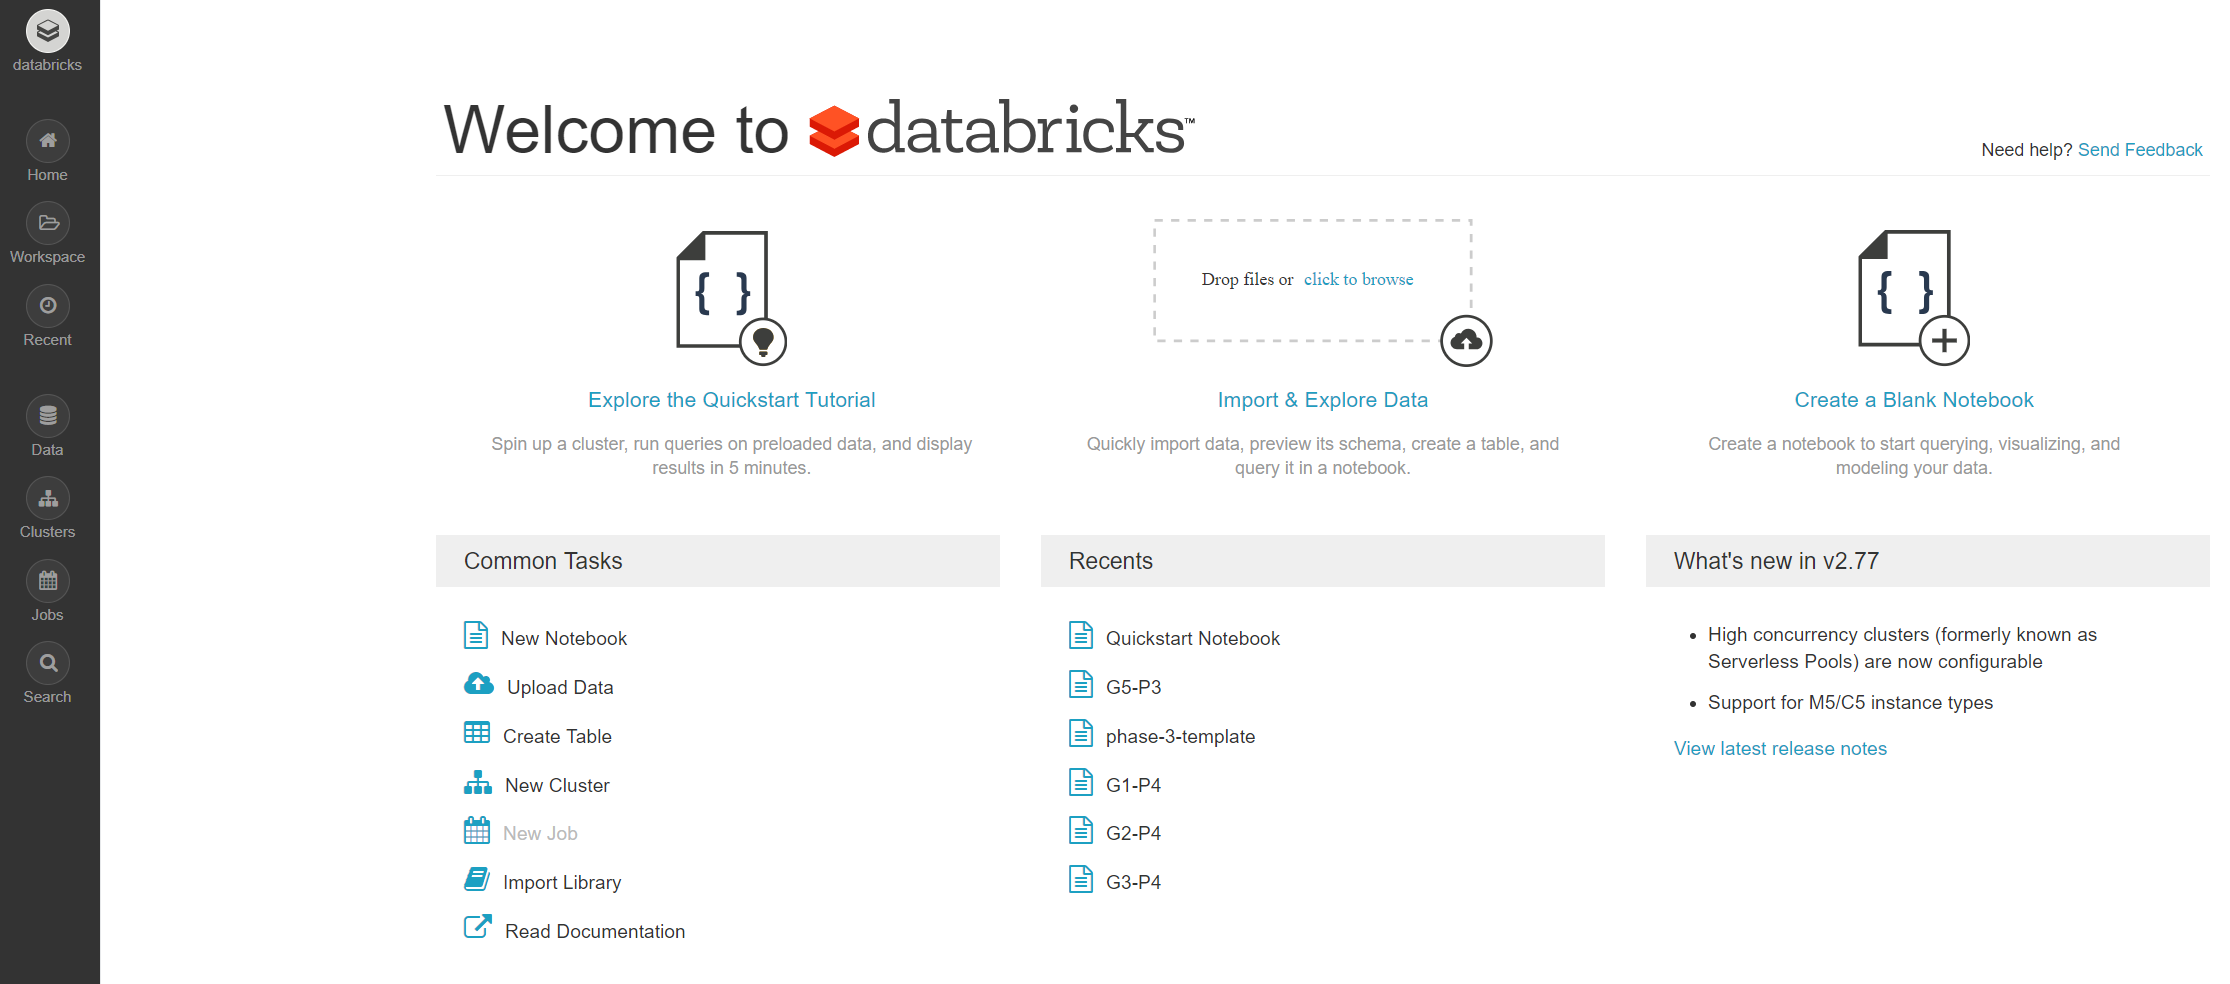 databricks
Home
Workspace
Recent
Data
Clusters
Jobs
Search
Welcome to databricks™
Need help? Send Feedback
{ }
Drop files or click to browse
{ }
Explore the Quickstart Tutorial
Spin up a cluster, run queries on preloaded data, and display
results in 5 minutes.
Import & Explore Data
Quickly import data, preview its schema, create a table, and
query it in a notebook.
Create a Blank Notebook
Create a notebook to start querying, visualizing, and
modeling your data.
Common Tasks
New Notebook
Upload Data
Create Table
New Cluster
New Job
Import Library
Read Documentation
Recents
Quickstart Notebook
G5-P3
phase-3-template
G1-P4
G2-P4
G3-P4
What's new in v2.77
• High concurrency clusters (formerly known as
Serverless Pools) are now configurable
• Support for M5/C5 instance types
View latest release notes